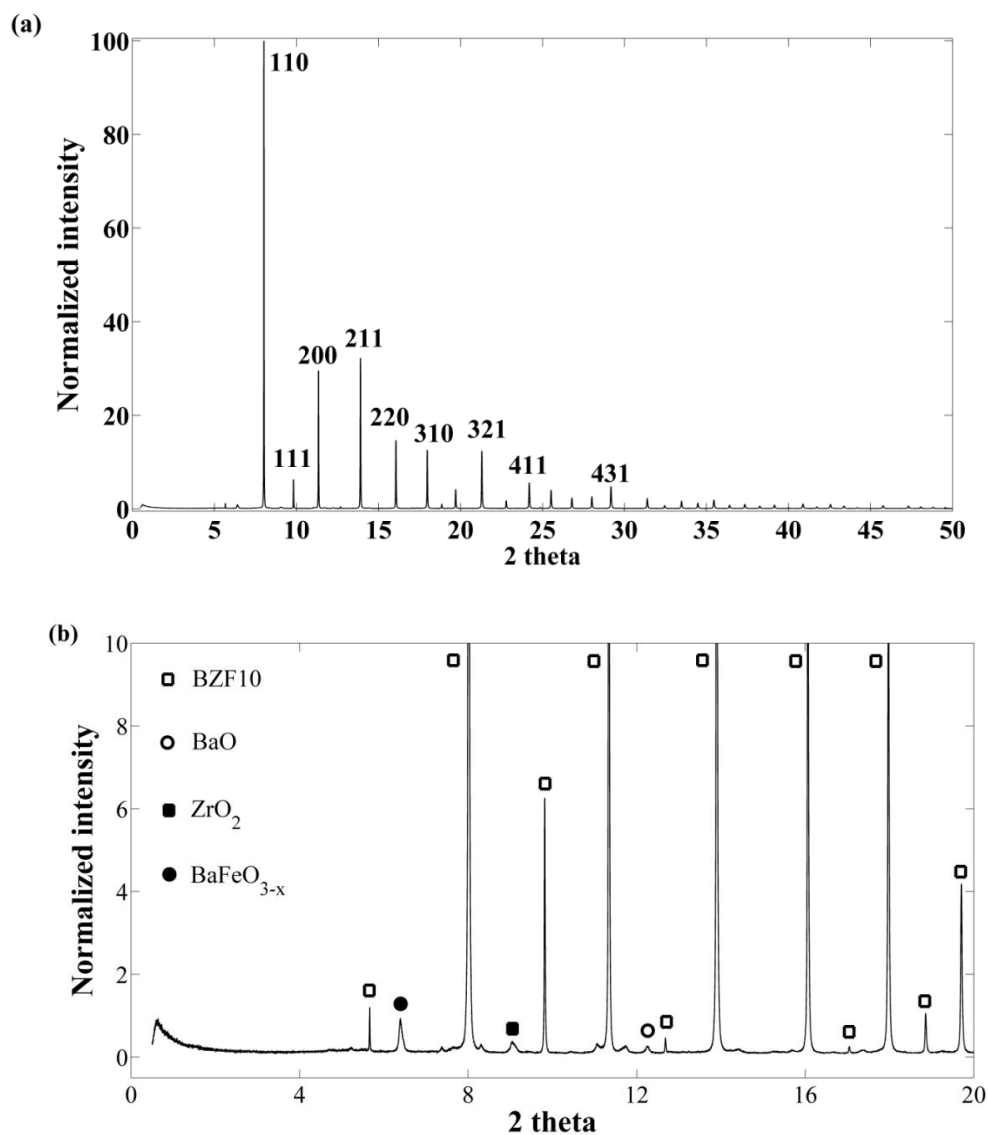 (a)
Normalized intensity
100
80
60
40
20
0
110
111
200
211
220
310
321
411
431
0 5 10 15 20 25 30 35 40 45 50
2 theta
(b)
Normalized intensity
10
8
6
4
2
0
BZF10
BaO
ZrO2
BaFeO3-x
0 4 8 12 16 20
2 theta